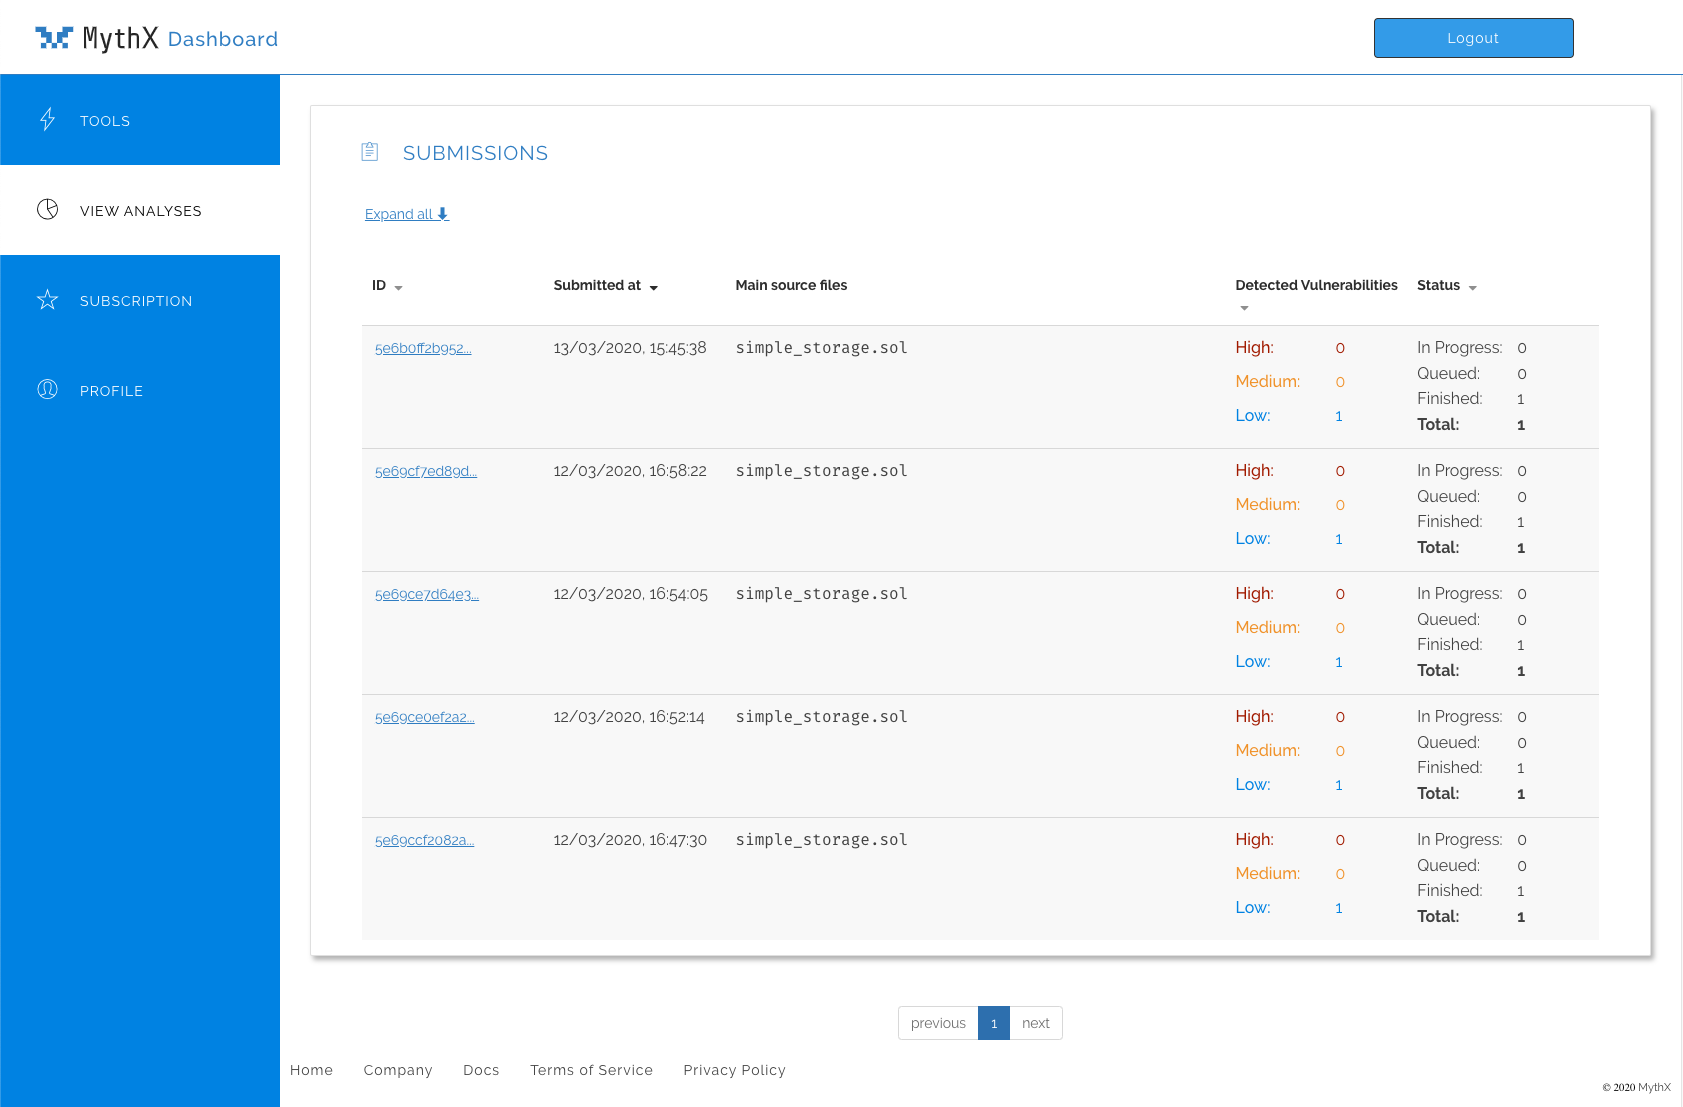 MythX Dashboard
Logout
TOOLS
VIEW ANALYSES
SUBSCRIPTION
PROFILE
SUBMISSIONS
Expand all
ID Submitted at Main source files Detected Vulnerabilities Status
5e6b0ff2b952... 13/03/2020, 15:45:38 simple_storage.sol High: 0 In Progress: 0
Medium: 0 Queued: 0
Low: 1 Finished: 1
Total: 1
5e69cf7ed89d... 12/03/2020, 16:58:22 simple_storage.sol High: 0 In Progress: 0
Medium: 0 Queued: 0
Low: 1 Finished: 1
Total: 1
5e69ce7d64e3... 12/03/2020, 16:54:05 simple_storage.sol High: 0 In Progress: 0
Medium: 0 Queued: 0
Low: 1 Finished: 1
Total: 1
5e69ce0ef2a2... 12/03/2020, 16:52:14 simple_storage.sol High: 0 In Progress: 0
Medium: 0 Queued: 0
Low: 1 Finished: 1
Total: 1
5e69ccf2082a... 12/03/2020, 16:47:30 simple_storage.sol High: 0 In Progress: 0
Medium: 0 Queued: 0
Low: 1 Finished: 1
Total: 1
previous 1 next
Home Company Docs Terms of Service Privacy Policy
© 2020 MythX